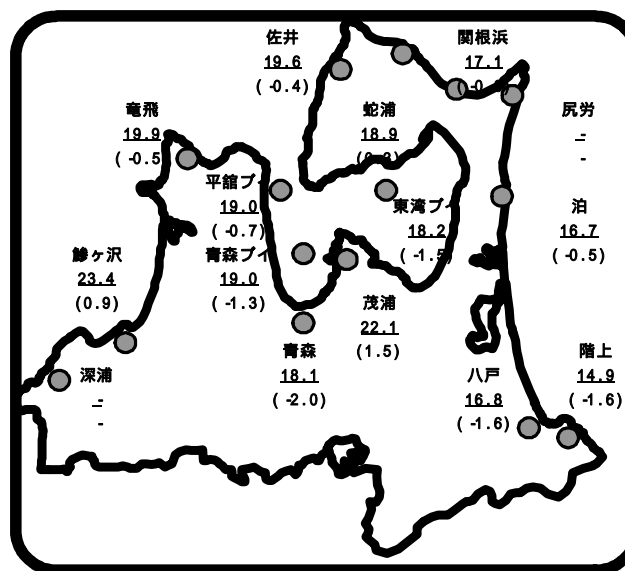 佐井
19.6
(-0.4)
関根浜
17.1
竜飛
19.9
(-0.5
蛇浦
18.9
尻労
-
-
平舘ブイ
19.0
(-0.7)
東湾ブイ
18.2
(-1.5)
泊
16.7
(-0.5)
鰺ヶ沢
23.4
(0.9)
青森ブイ
19.0
(-1.3)
茂浦
22.1
(1.5)
青森
18.1
(-2.0)
深浦
-
-
八戸
16.8
(-1.6)
階上
14.9
(-1.6)